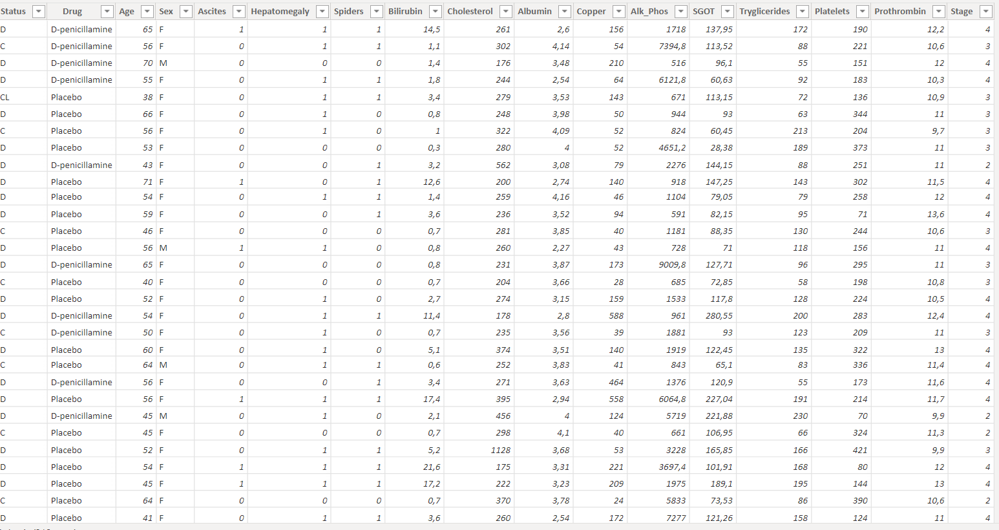 Status Drug Age Sex Ascites Hepatomegaly Spiders Bilirubin Cholesterol Albumin Copper Alk_Phos SGOT Tryglicerides Platelets Prothrombin Stage
D D-penicillamine 65 F 1 1 1 14,5 261 2,6 156 1718 137,95 172 190 12,2 4
C D-penicillamine 56 F 0 1 1 1,1 302 4,14 54 7394,8 113,52 88 221 10,6 3
D D-penicillamine 70 M 0 0 0 1,4 176 3,48 210 516 96,1 55 151 12 4
D D-penicillamine 55 F 0 1 1 1,8 244 2,54 64 6121,8 60,63 92 183 10,3 4
CL Placebo 38 F 0 1 1 3,4 279 3,53 143 671 113,15 72 136 10,9 3
D Placebo 66 F 0 1 0 0,8 248 3,98 50 944 93 63 344 11 3
C Placebo 56 F 0 1 0 1 322 4,09 52 824 60,45 213 204 9,7 3
D Placebo 53 F 0 0 0 0,3 280 4 52 4651,2 28,38 189 373 11 3
D D-penicillamine 43 F 0 0 1 3,2 562 3,08 79 2276 144,15 88 251 11 2
D Placebo 71 F 1 0 1 12,6 200 2,74 140 918 147,25 143 302 11,5 4
D Placebo 54 F 0 1 1 1,4 259 4,16 46 1104 79,05 79 258 12 4
D Placebo 59 F 0 0 1 3,6 236 3,52 94 591 82,15 95 71 13,6 4
C Placebo 46 F 0 0 0 0,7 281 3,85 40 1181 88,35 130 244 10,6 3
D Placebo 56 M 1 1 0 0,8 260 2,27 43 728 71 118 156 11 4
D D-penicillamine 65 F 0 0 0 0,8 231 3,87 173 9009,8 127,71 96 295 11 3
C Placebo 40 F 0 0 0 0,7 204 3,66 28 685 72,85 58 198 10,8 3
D Placebo 52 F 0 1 0 2,7 274 3,15 159 1533 117,8 128 224 10,5 4
D D-penicillamine 54 F 0 1 1 11,4 178 2,8 588 961 280,55 200 283 12,4 4
C D-penicillamine 50 F 0 1 0 0,7 235 3,56 39 1881 93 123 209 11 3
D Placebo 60 F 0 1 0 5,1 374 3,51 140 1919 122,45 135 322 13 4
C Placebo 64 M 0 1 1 0,6 252 3,83 41 843 65,1 83 336 11,4 4
D D-penicillamine 56 F 0 0 1 3,4 271 3,63 464 1376 120,9 55 173 11,6 4
D Placebo 56 F 1 1 1 17,4 395 2,94 558 6064,8 227,04 191 214 11,7 4
D D-penicillamine 45 M 0 1 0 2,1 456 4 124 5719 221,88 230 70 9,9 2
C Placebo 45 F 0 0 0 0,7 298 4,1 40 661 106,95 66 324 11,3 2
D Placebo 52 F 0 1 1 5,2 1128 3,68 53 3228 165,85 166 421 9,9 3
D Placebo 54 F 1 1 1 21,6 175 3,31 221 3697,4 101,91 168 80 12 4
D Placebo 45 F 1 1 1 17,2 222 3,23 209 1975 189,1 195 144 13 4
C Placebo 64 F 0 0 0 0,7 370 3,78 24 5833 73,53 86 390 10,6 2
D Placebo 41 F 0 1 1 3,6 260 2,54 172 7277 121,26 158 124 11 4